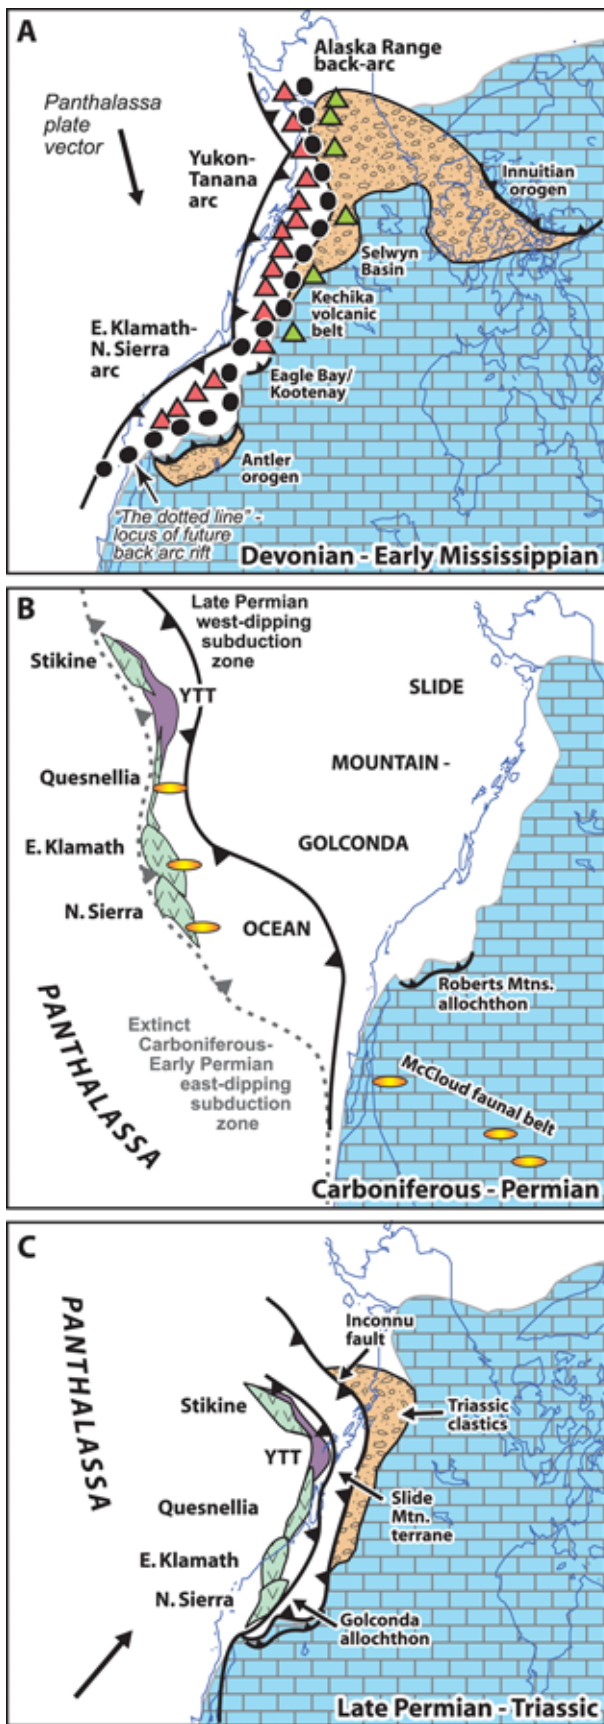 A
Alaska Range
back-arc
Panthalassa
plate
vector
Yukon-
Tanana
arc
Innuitian
orogen
Selwyn
Basin
Kechika
volcanic
belt
E. Klamath-
N. Sierra
arc
Eagle Bay/
Kootenay
Antler
orogen
"The dotted line" -
locus of future
back arc rift
Devonian - Early Mississippian
B
Late Permian
west-dipping
subduction
zone
Stikine
YTT
SLIDE
MOUNTAIN -
Quesnellia
GOLCONDA
E. Klamath
N. Sierra
OCEAN
Roberts Mtns.
allochthon
PANTHALASSA
Extinct
Carboniferous-
Early Permian
east-dipping
subduction
zone
McCloud faunal belt
Carboniferous - Permian
C
PANTHALASSA
Inconnu
fault
Stikine
Triassic
clastics
YTT
Quesnellia
Slide
Mtn.
terrane
E. Klamath
N. Sierra
Golconda
allochthon
Late Permian - Triassic